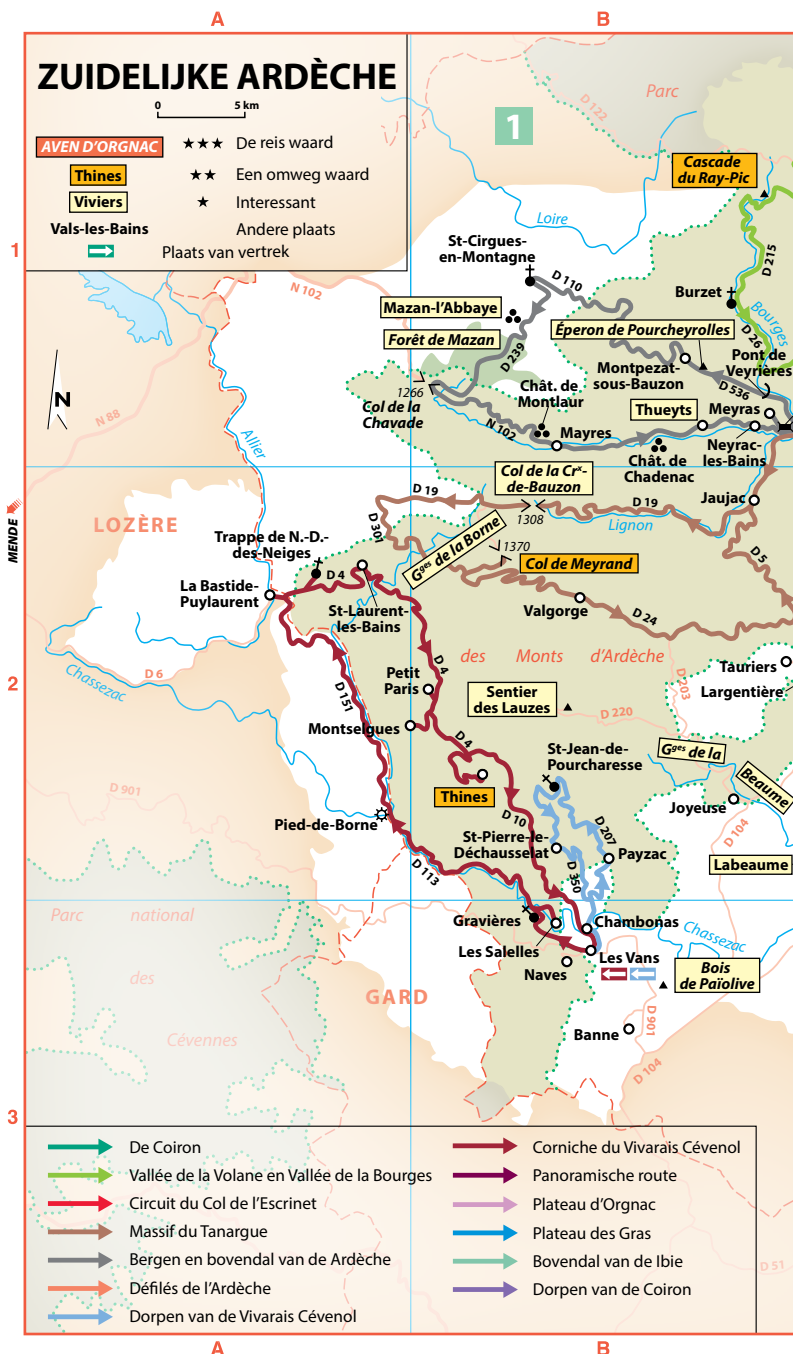 A
B
ZUIDELIJKE ARDÈCHE
0 5 km
AVEN D'ORGNAC ★★★ De reis waard
Thines ★★ Een omweg waard
Viviers ★ Interessant
Vals-les-Bains Andere plaats
Plaats van vertrek
1
D 122
Parc
Cascade
du Ray-Pic
Loire
1
St-Cirgues-
en-Montagne
D 110
D 215
N 102
Burzet
Bourges
Mazan-l'Abbaye
Forêt de Mazan
D 239
Éperon de Pourcheyrolles
D 26
Montpezat-
sous-Bauzon
Pont de
Veyrières
D 536
N
N 88
1266
Col de la
Chavade
Chât. de
Montlaur
N 102
Mayres
Thueyts
Meyras
Neyrac-
les-Bains
Chât. de
Chadenac
Allier
Col de la Crx-
de-Bauzon
D 19
1308
D 19
Lignon
Jaujac
MENDE
LOZÈRE
D 301
Trappe de N.-D.-
des-Neiges
D 4
Gges de la Borne
1370
Col de Meyrand
D 5
La Bastide-
Puylaurent
St-Laurent-
les-Bains
Valgorge
D 24
2
Chassezac
D 6
D 151
Petit
Paris
D 4
des Monts d'Ardèche
Tauriers
Largentière
D 203
Sentier
des Lauzes
D 220
Montselgues
D 4
St-Jean-de-
Pourcharesse
Gges de la
Beaume
D 901
Thines
Joyeuse
D 104
Pied-de-Borne
D 10
St-Pierre-le-
Déchausselat
D 207
Payzac
D 350
Labeaume
D 113
Parc national
des
Cévennes
Gravières
Chambonas
Chassezac
Les Salelles
Les Vans
Naves
Bois
de Païolive
GARD
Banne
D 901
D 104
3
De Coiron
Vallée de la Volane en Vallée de la Bourges
Circuit du Col de l'Escrinet
Massif du Tanargue
Bergen en bovendal van de Ardèche
Défilés de l'Ardèche
Dorpen van de Vivarais Cévenol
Corniche du Vivarais Cévenol
Panoramische route
Plateau d'Orgnac
Plateau des Gras
Bovendal van de Ibie
Dorpen van de Coiron
D 51
A
B